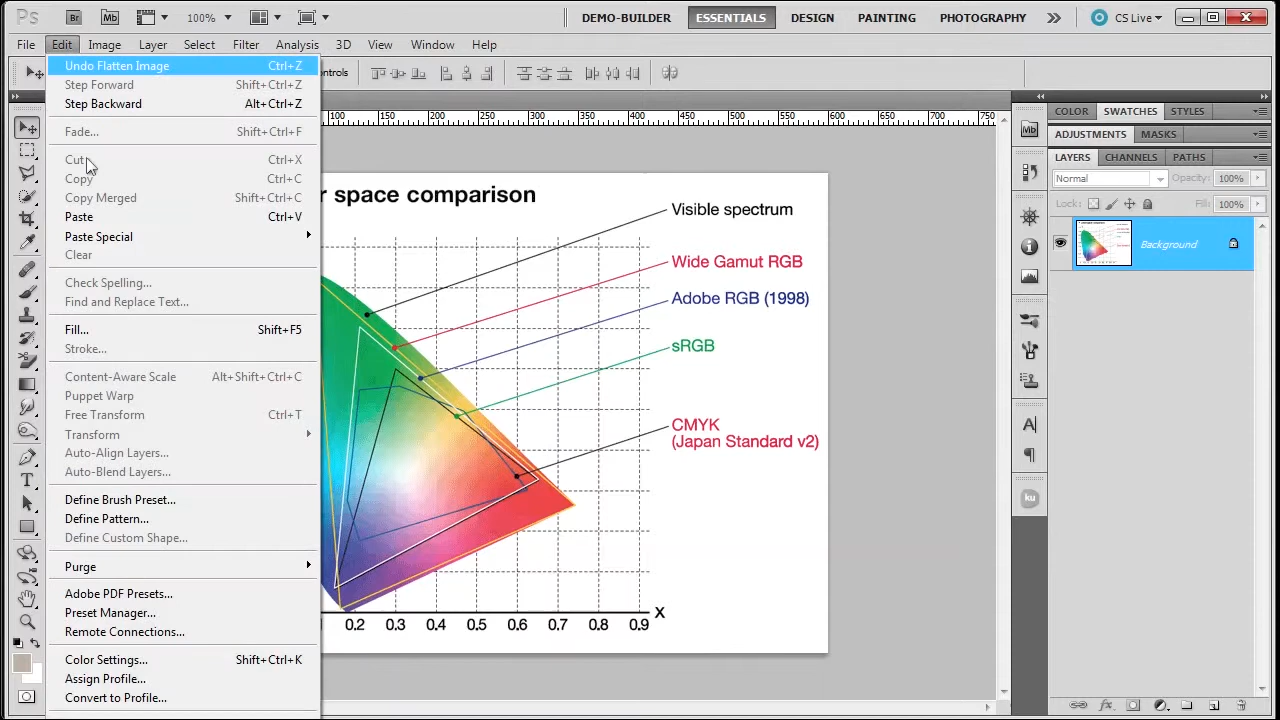 Ps Br Mb 100% DEMO-BUILDER ESSENTIALS DESIGN PAINTING PHOTOGRAPHY CS Live
File Edit Image Layer Select Filter Analysis 3D View Window Help
Undo Flatten Image Ctrl+Z
Step Forward Shift+Ctrl+Z
Step Backward Alt+Ctrl+Z
Fade... Shift+Ctrl+F
Cut Ctrl+X
Copy Ctrl+C
Copy Merged Shift+Ctrl+C
Paste Ctrl+V
Paste Special
Clear
Check Spelling...
Find and Replace Text...
Fill... Shift+F5
Stroke...
Content-Aware Scale Alt+Shift+Ctrl+C
Puppet Warp
Free Transform Ctrl+T
Transform
Auto-Align Layers...
Auto-Blend Layers...
Define Brush Preset...
Define Pattern...
Define Custom Shape...
Purge
Adobe PDF Presets...
Preset Manager...
Remote Connections...
Color Settings... Shift+Ctrl+K
Assign Profile...
Convert to Profile...
100 150 200 250 300 350 400 450 500 550 600 650 700 750
space comparison
Visible spectrum
Wide Gamut RGB
Adobe RGB (1998)
sRGB
CMYK
(Japan Standard v2)
X
0.2 0.3 0.4 0.5 0.6 0.7 0.8 0.9
Mb
ku
COLOR SWATCHES STYLES
ADJUSTMENTS MASKS
LAYERS CHANNELS PATHS
Normal Opacity: 100%
Lock: Fill: 100%
Background